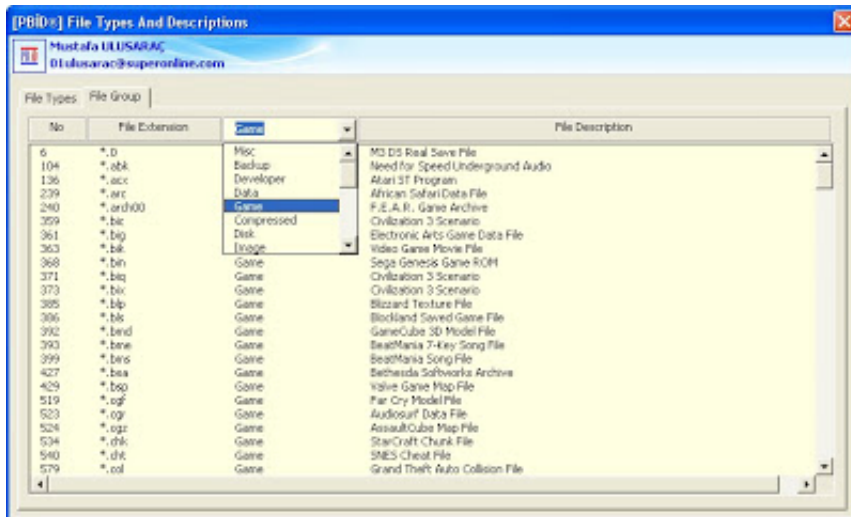 [PBİD®] File Types And Descriptions
Mustafa ULUSARAÇ
01ulusarac@superonline.com
File Types File Group
No File Extension Game File Description
6 *.0 Misc M3 DS Real Save File
104 *.abk Backup Need for Speed Underground Audio
136 *.acx Developer Atari ST Program
239 *.arc Data African Safari Data File
240 *.arch00 Game F.E.A.R. Game Archive
359 *.bic Compressed Civilization 3 Scenario
361 *.big Disk Electronic Arts Game Data File
363 *.bik Image Video Game Movie File
368 *.bin Game Sega Genesis Game ROM
371 *.biq Game Civilization 3 Scenario
373 *.bix Game Civilization 3 Scenario
385 *.blp Game Blizzard Texture File
386 *.bls Game Blockland Saved Game File
392 *.bmd Game GameCube 3D Model File
393 *.bme Game BeatMania 7-Key Song File
399 *.bms Game BeatMania Song File
427 *.bsa Game Bethesda Softworks Archive
429 *.bsp Game Valve Game Map File
519 *.cgf Game Far Cry Model File
523 *.cgr Game Audiosurf Data File
524 *.cgz Game AssaultCube Map File
534 *.chk Game StarCraft Chunk File
540 *.cht Game SNES Cheat File
579 *.col Game Grand Theft Auto Collision File